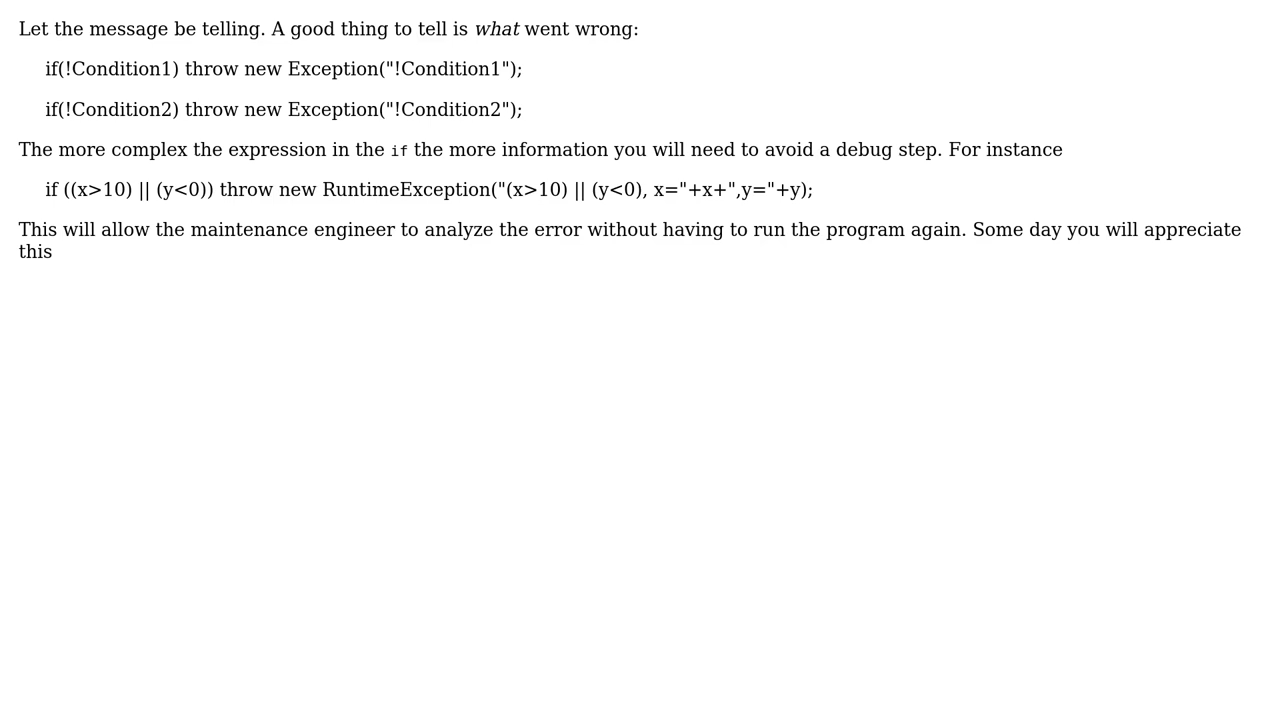 Let the message be telling. A good thing to tell is what went wrong:
if(!Condition1) throw new Exception("!Condition1");
if(!Condition2) throw new Exception("!Condition2");
The more complex the expression in the if the more information you will need to avoid a debug step. For instance
if ((x>10) || (y<0)) throw new RuntimeException("(x>10) || (y<0), x="+x+",y="+y);
This will allow the maintenance engineer to analyze the error without having to run the program again. Some day you will appreciate
this